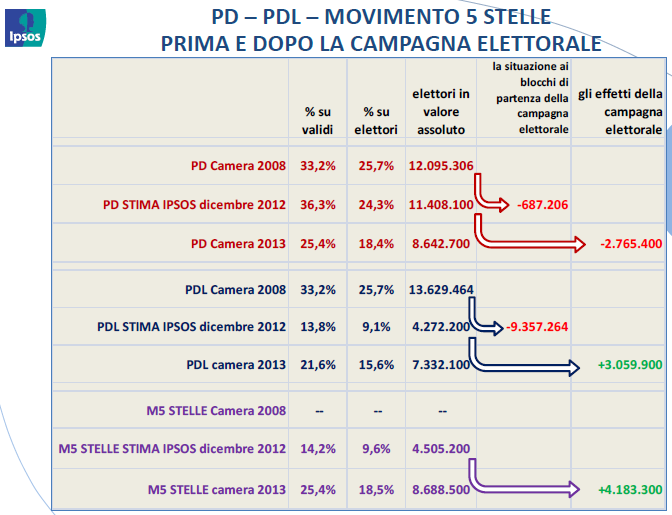 Ipsos
PD – PDL – MOVIMENTO 5 STELLE
PRIMA E DOPO LA CAMPAGNA ELETTORALE
% su validi % su elettori elettori in valore assoluto la situazione ai blocchi di partenza della campagna elettorale gli effetti della campagna elettorale
PD Camera 2008 33,2% 25,7% 12.095.306
PD STIMA IPSOS dicembre 2012 36,3% 24,3% 11.408.100 -687.206
PD Camera 2013 25,4% 18,4% 8.642.700 -2.765.400
PDL Camera 2008 33,2% 25,7% 13.629.464
PDL STIMA IPSOS dicembre 2012 13,8% 9,1% 4.272.200 -9.357.264
PDL camera 2013 21,6% 15,6% 7.332.100 +3.059.900
M5 STELLE Camera 2008 -- -- --
M5 STELLE STIMA IPSOS dicembre 2012 14,2% 9,6% 4.505.200
M5 STELLE camera 2013 25,4% 18,5% 8.688.500 +4.183.300